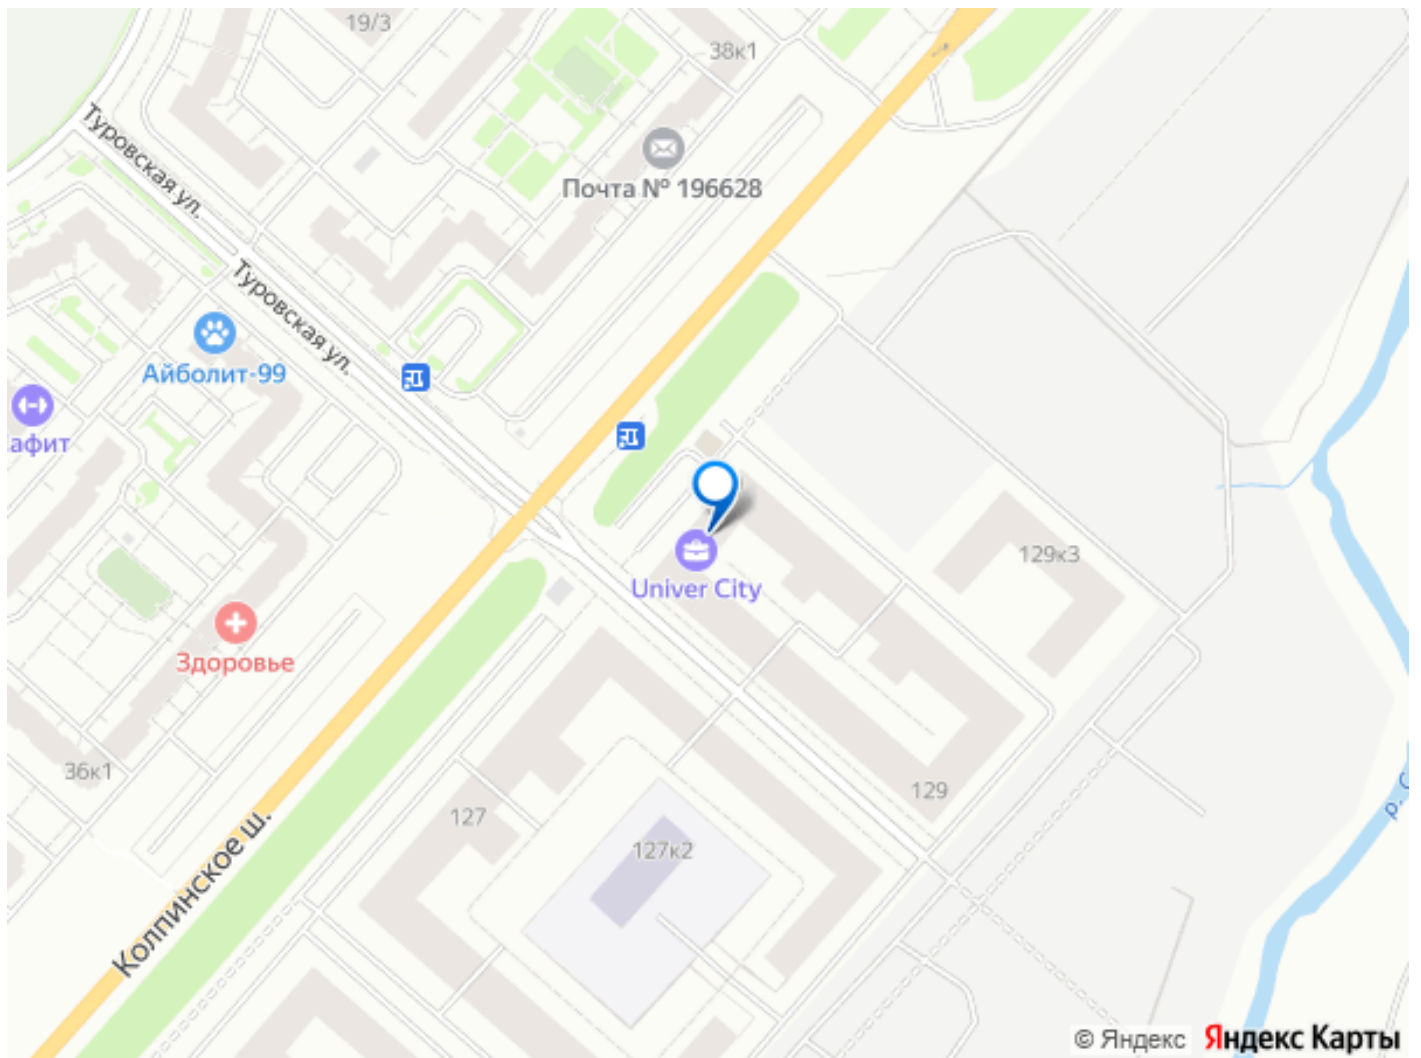 19/3
38к1
Туровская ул.
Почта № 196628
Туровская ул.
Айболит-99
афит
Univer City
129к3
Здоровье
36к1
127
129
127к2
Колпинское ш.
р. С
© Яндекс Яндекс Карты